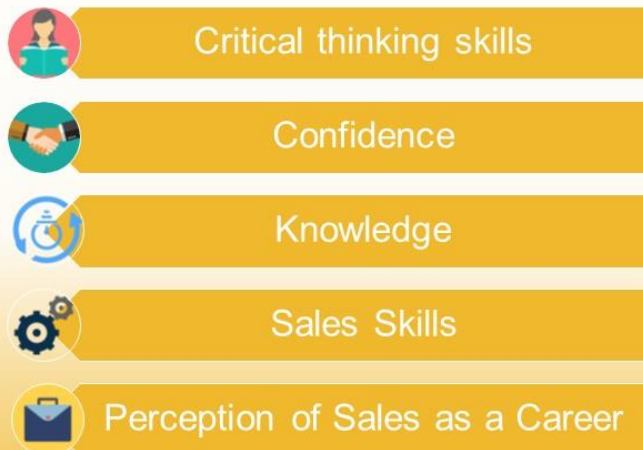 Critical thinking skills
Confidence
Knowledge
Sales Skills
Perception of Sales as a Career